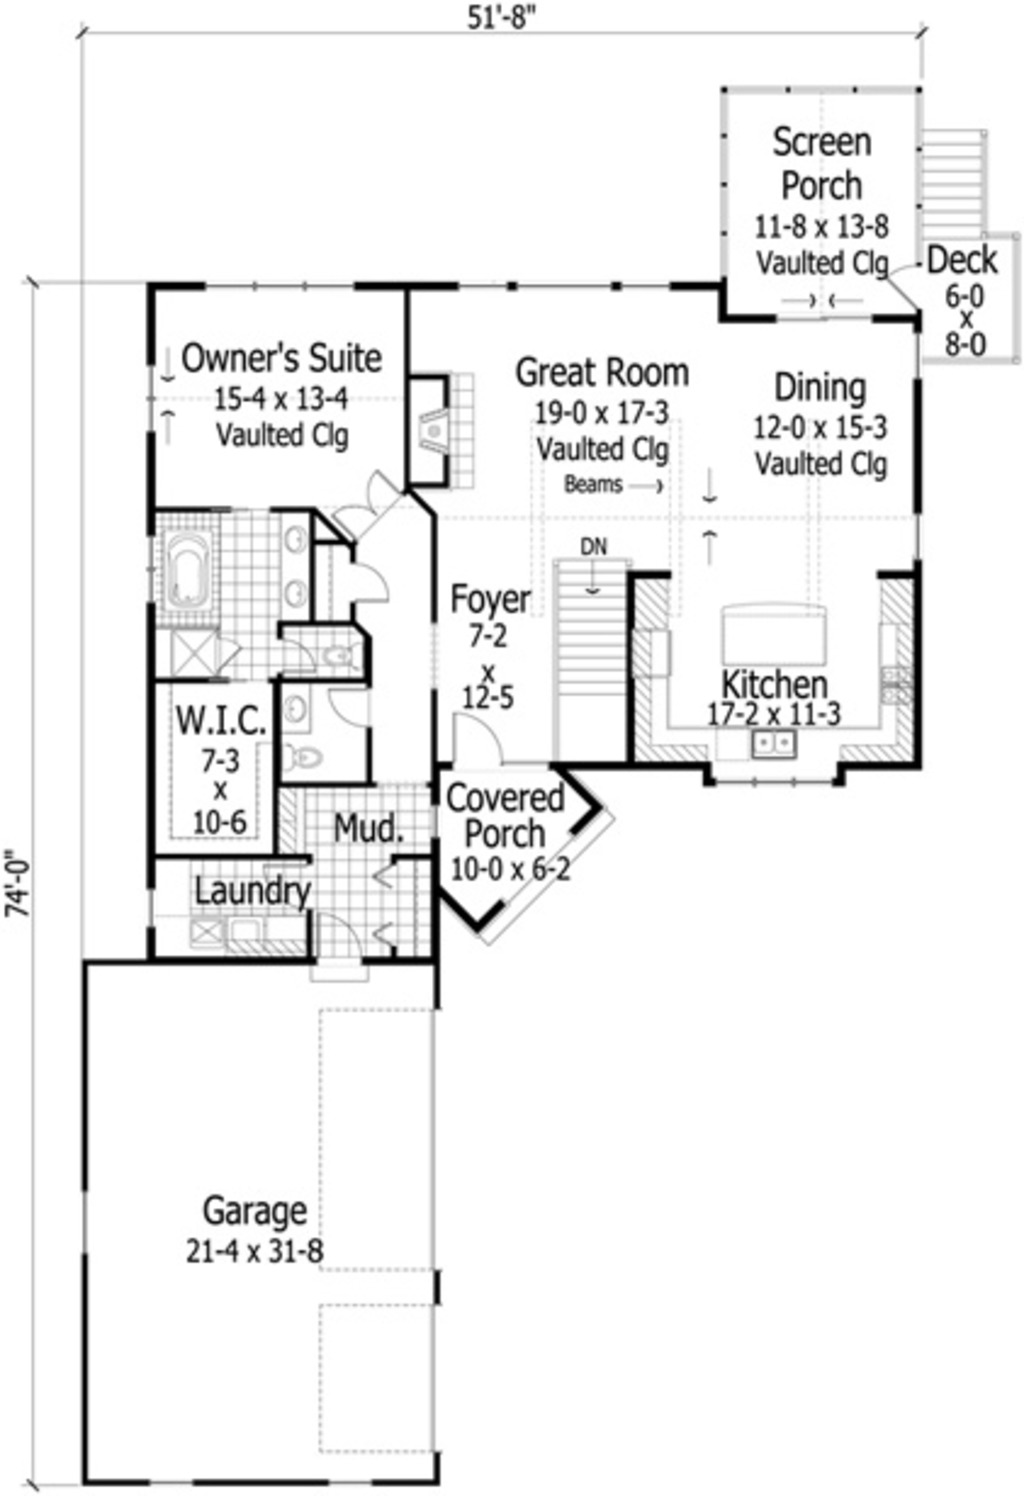 51'-8"
Screen
Porch
11-8 x 13-8
Vaulted Clg
Deck
6-0
x
8-0
Owner's Suite
15-4 x 13-4
Vaulted Clg
Great Room
19-0 x 17-3
Vaulted Clg
Beams
Dining
12-0 x 15-3
Vaulted Clg
DN
Foyer
7-2
x
12-5
Kitchen
17-2 x 11-3
W.I.C.
7-3
x
10-6
Mud.
Covered
Porch
10-0 x 6-2
Laundry
74'-0"
Garage
21-4 x 31-8